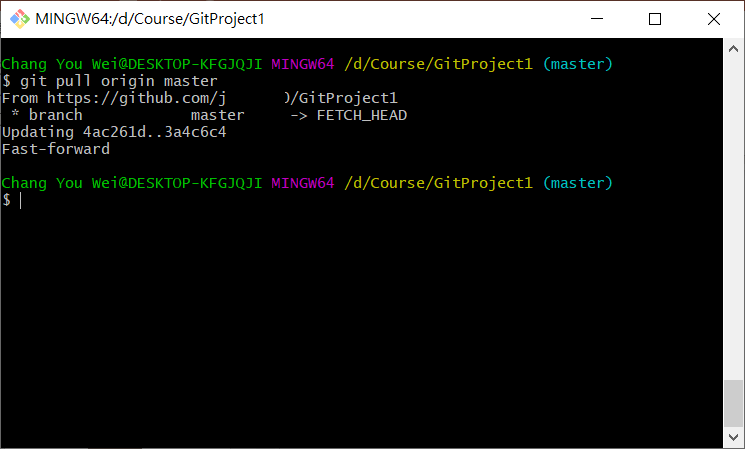 MINGW64:/d/Course/GitProject1
Chang You Wei@DESKTOP-KFGJQJI MINGW64 /d/Course/GitProject1 (master)
$ git pull origin master
From https://github.com/j )/GitProject1
 * branch            master     -> FETCH_HEAD
Updating 4ac261d..3a4c6c4
Fast-forward
Chang You Wei@DESKTOP-KFGJQJI MINGW64 /d/Course/GitProject1 (master)
$